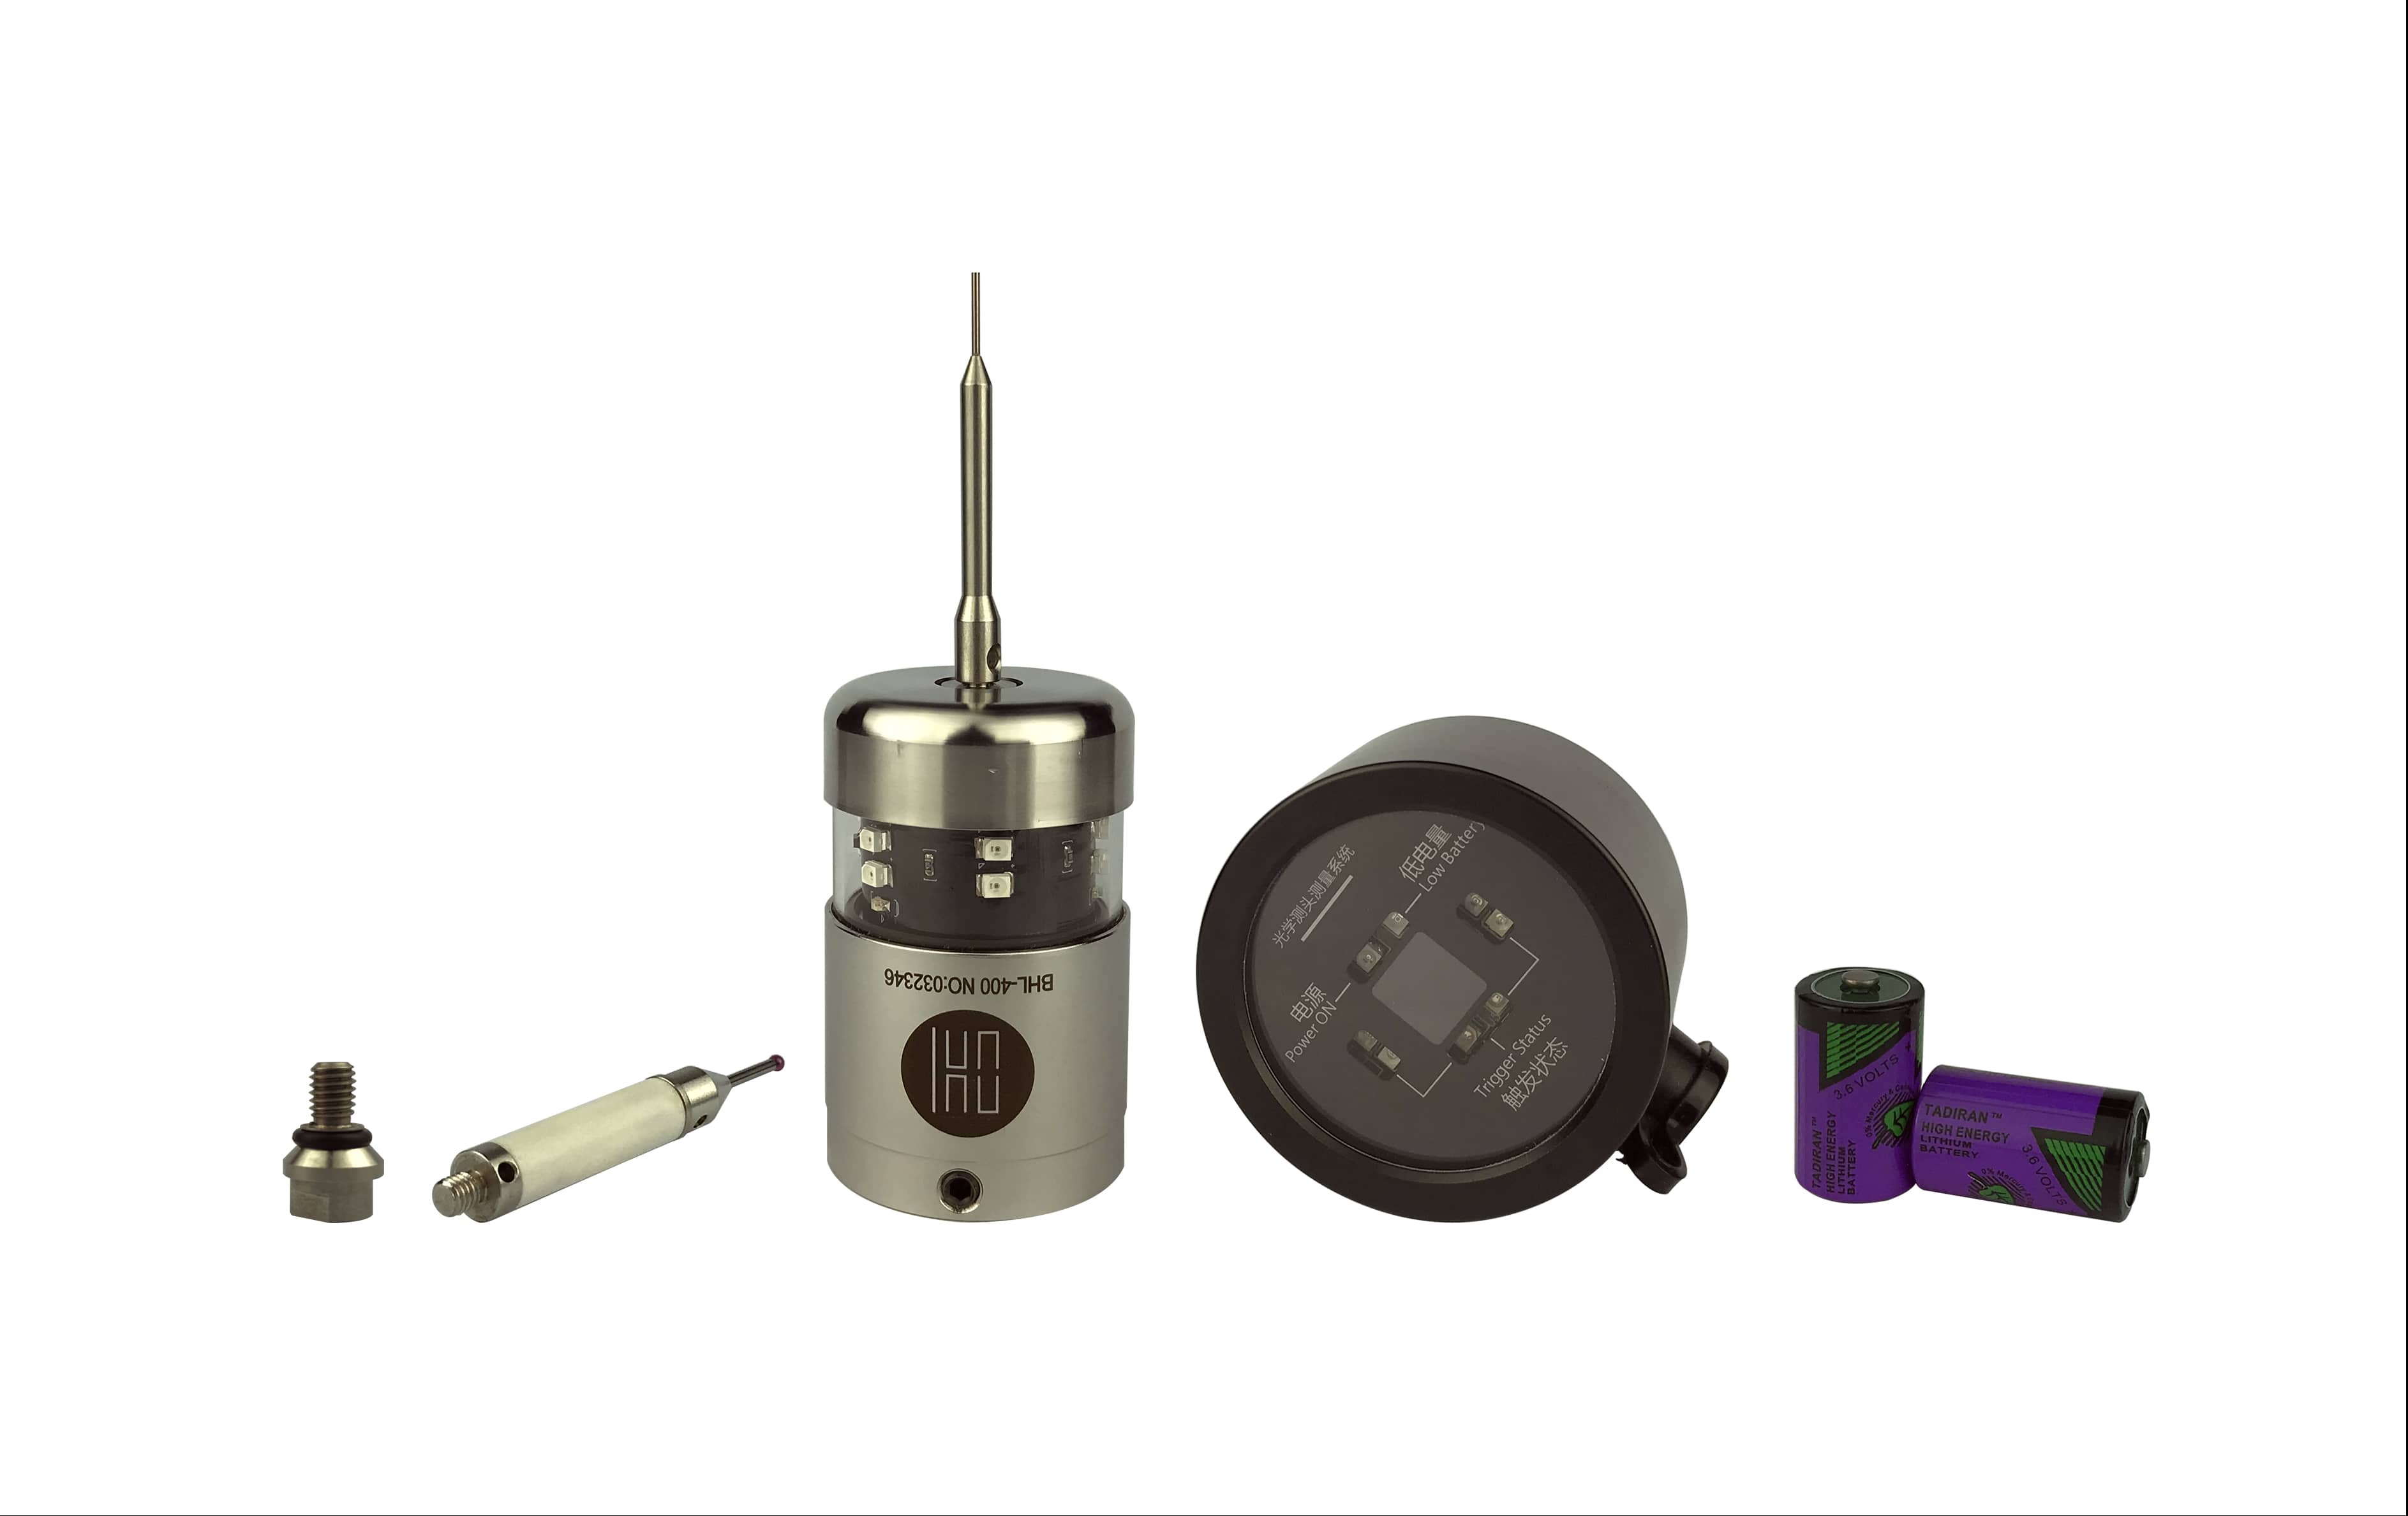 BHL-400 NO:032346
光学测头测量系统
低电量
Low Battery
电源
Power ON
Trigger Status
触发状态
3.6 VOLTS
TADIRAN™
HIGH ENERGY
LITHIUM
BATTERY
TADIRAN™
HIGH ENERGY
LITHIUM
BATTERY
3.6 VOLTS